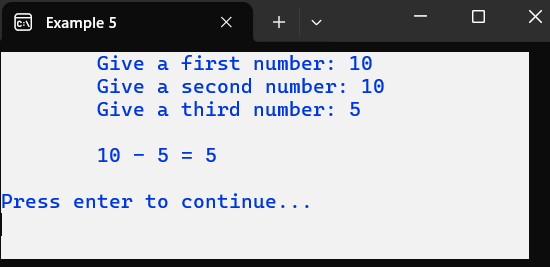 Example 5
Give a first number: 10
Give a second number: 10
Give a third number: 5
10 - 5 = 5
Press enter to continue...